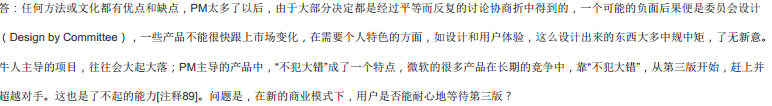 答：任何方法或文化都有优点和缺点，PM太多了以后，由于大部分决定都是经过平等而反复的讨论协商折中得到的，一个可能的负面后果便是委员会设计
（Design by Committee），一些产品不能很快跟上市场变化，在需要个人特色的方面，如设计和用户体验，这么设计出来的东西大多中规中矩，了无新意。
牛人主导的项目，往往会大起大落；PM主导的产品中，“不犯大错”成了一个特点，微软的很多产品在长期的竞争中，靠“不犯大错”，从第三版开始，赶上并
超越对手。这也是了不起的能力[注释89]。问题是，在新的商业模式下，用户是否能耐心地等待第三版？